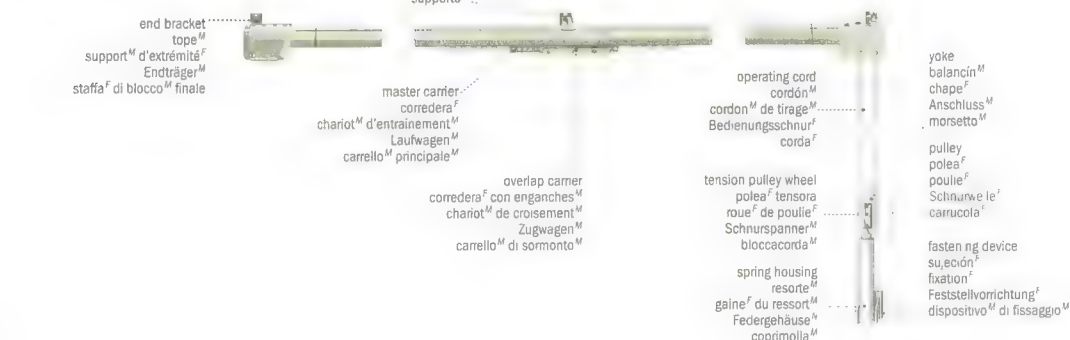 end bracket
tope M
support M d'extrémité F
Endträger M
staffa F di blocco M finale
master carrier
corredera F
chariot M d'entrainement M
Laufwagen M
carrello M principale M
overlap carrier
corredera F con enganches M
chariot M de croisement M
Zugwagen M
carrello M di sormonto M
operating cord
cordón M
cordon M de tirage M
Bedienungsschnur F
corda F
tension pulley wheel
polea F tensora
roue F de poulie F
Schnurspanner M
bloccacorda M
spring housing
resorte M
gaine F du ressort M
Federgehäuse N
coprimolla M
yoke
balancín M
chape F
Anschluss M
morsetto M
pulley
polea F
poulie F
carrucola F
fastening device
sujeción F
fixation F
Feststellvorrichtung F
dispositivo M di fissaggio M